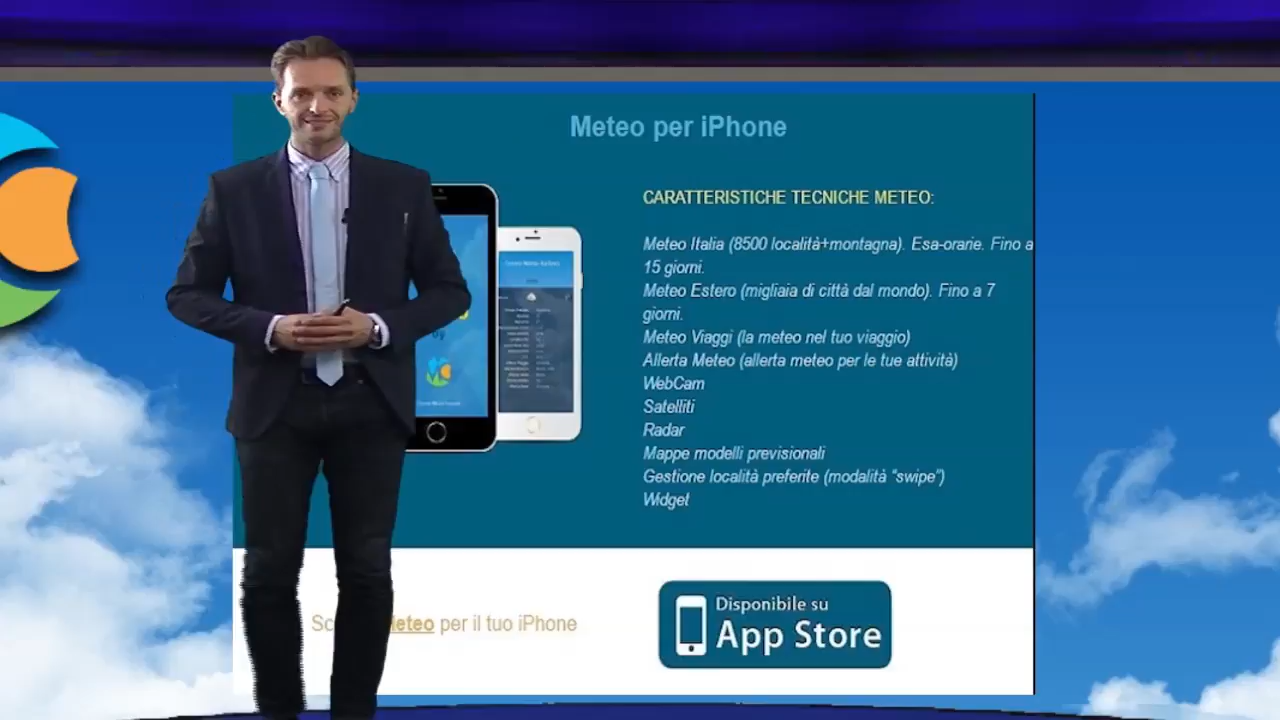 Meteo per iPhone
CARATTERISTICHE TECNICHE METEO:
Meteo Italia (8500 località+montagna). Esa-orarie. Fino a
15 giorni.
Meteo Estero (migliaia di città dal mondo). Fino a 7
giorni.
Meteo Viaggi (la meteo nel tuo viaggio)
Allerta Meteo (allerta meteo per le tue attività)
WebCam
Satelliti
Radar
Mappe modelli previsionali
Gestione località preferite (modalità “swipe”)
Widget
per il tuo iPhone
Disponibile su
App Store